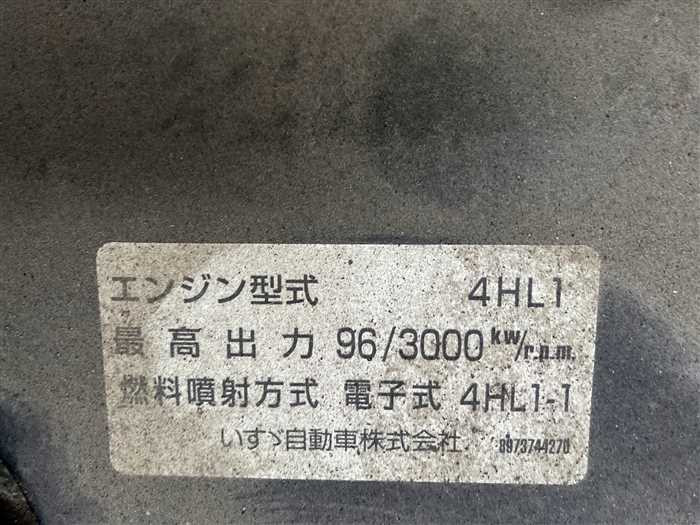 エンジン型式 4HL1
最高出力 96/3000 kw/r.p.m.
燃料噴射方式 電子式 4HL1-1
いすゞ自動車株式会社 8973744270